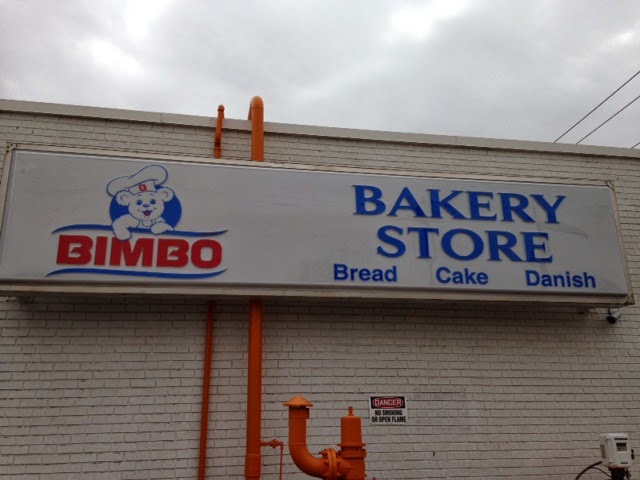 G
BIMBO
BAKERY
STORE
Bread Cake Danish
DANGER
NO SMOKING
OR OPEN FLAME